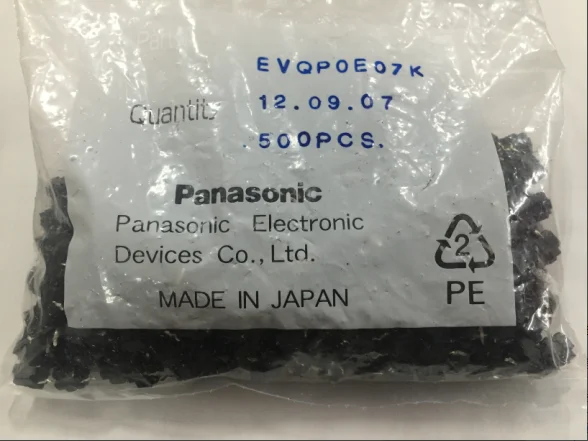 EVQP0E07K
Quantity 12.09.07
500PCS.
Panasonic
Panasonic Electronic
Devices Co., Ltd.
MADE IN JAPAN
2
PE